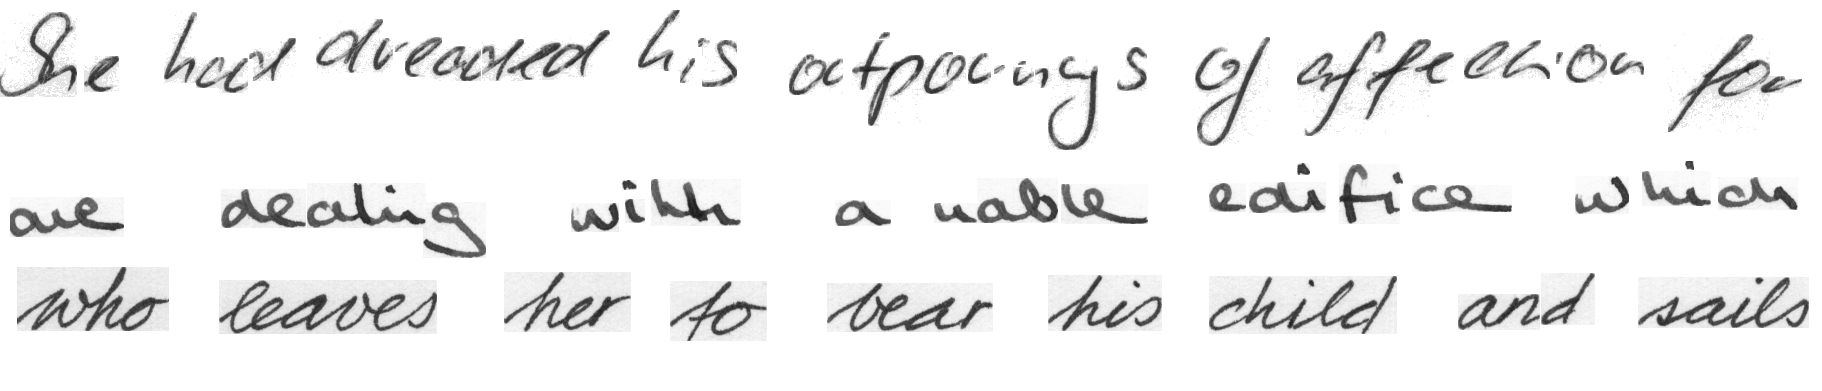 She had dreaded his outpourings of affection for
are dealing with a noble edifice which
who leaves her to bear his child and sails